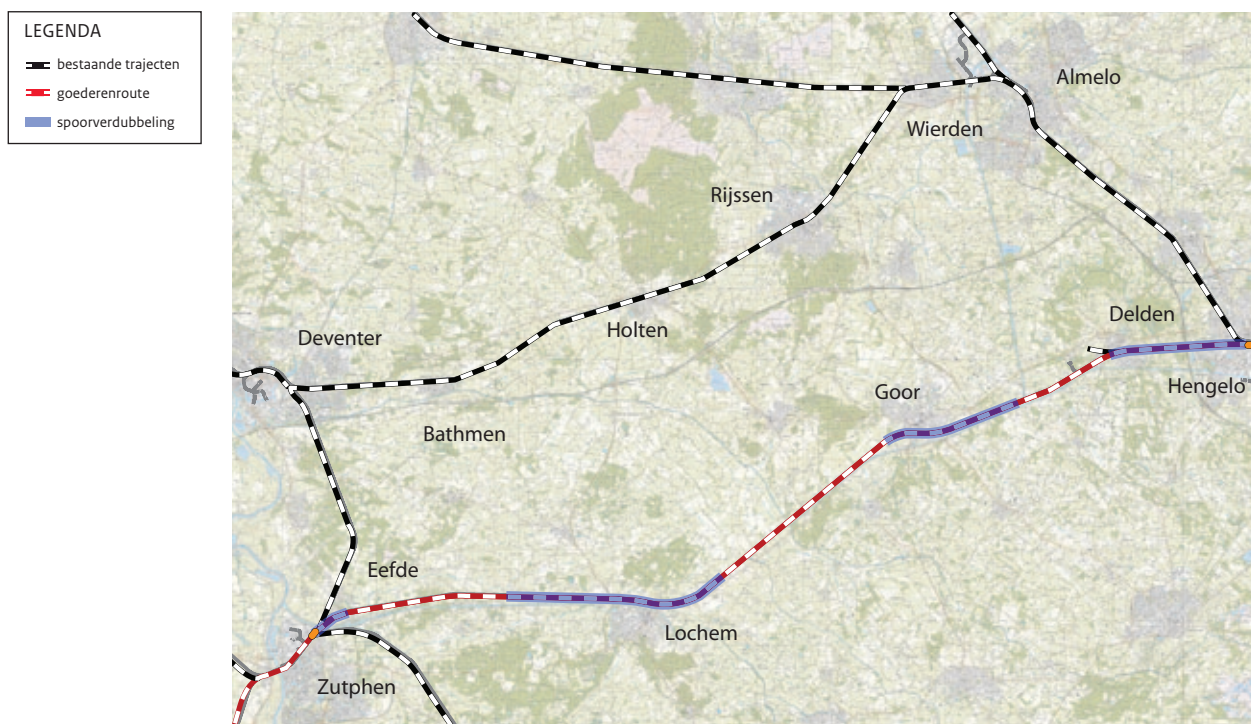 LEGENDA
bestaande trajecten
goederenroute
spoorverdubbeling
Almelo
Wierden
Rijssen
Delden
Deventer
Holten
Hengelo
Goor
Bathmen
Eefde
Lochem
Zutphen